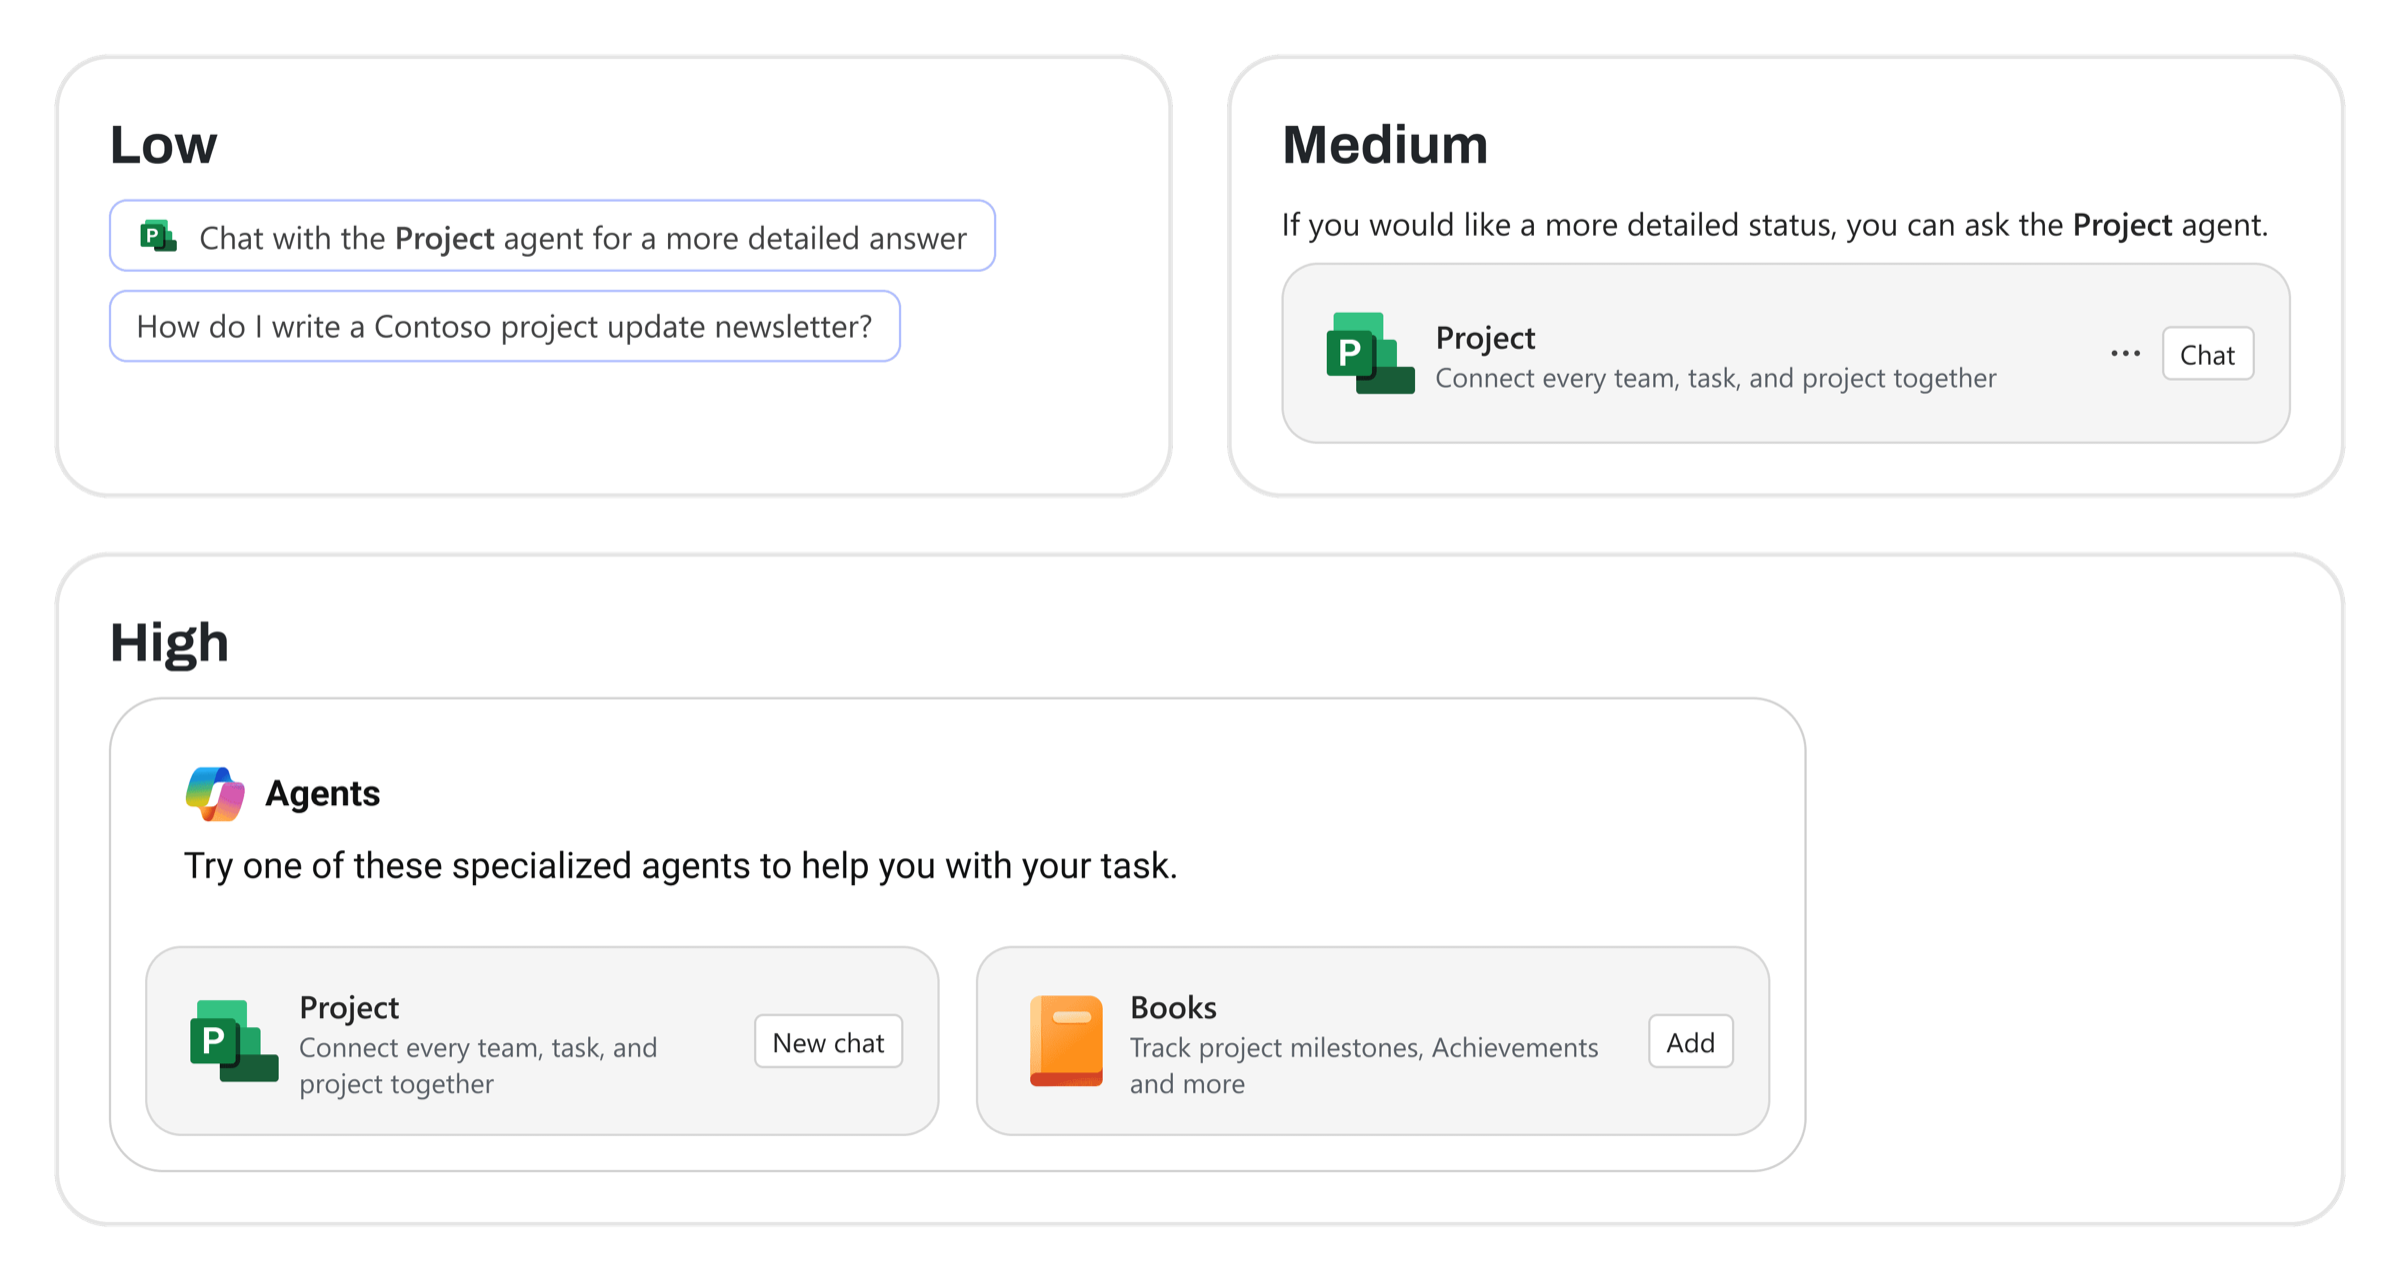 Low
P Chat with the Project agent for a more detailed answer
How do I write a Contoso project update newsletter?
Medium
If you would like a more detailed status, you can ask the Project agent.
P
Project
Connect every team, task, and project together
... Chat
High
Agents
Try one of these specialized agents to help you with your task.
P
Project
Connect every team, task, and
project together
New chat
Books
Track project milestones, Achievements
and more
Add